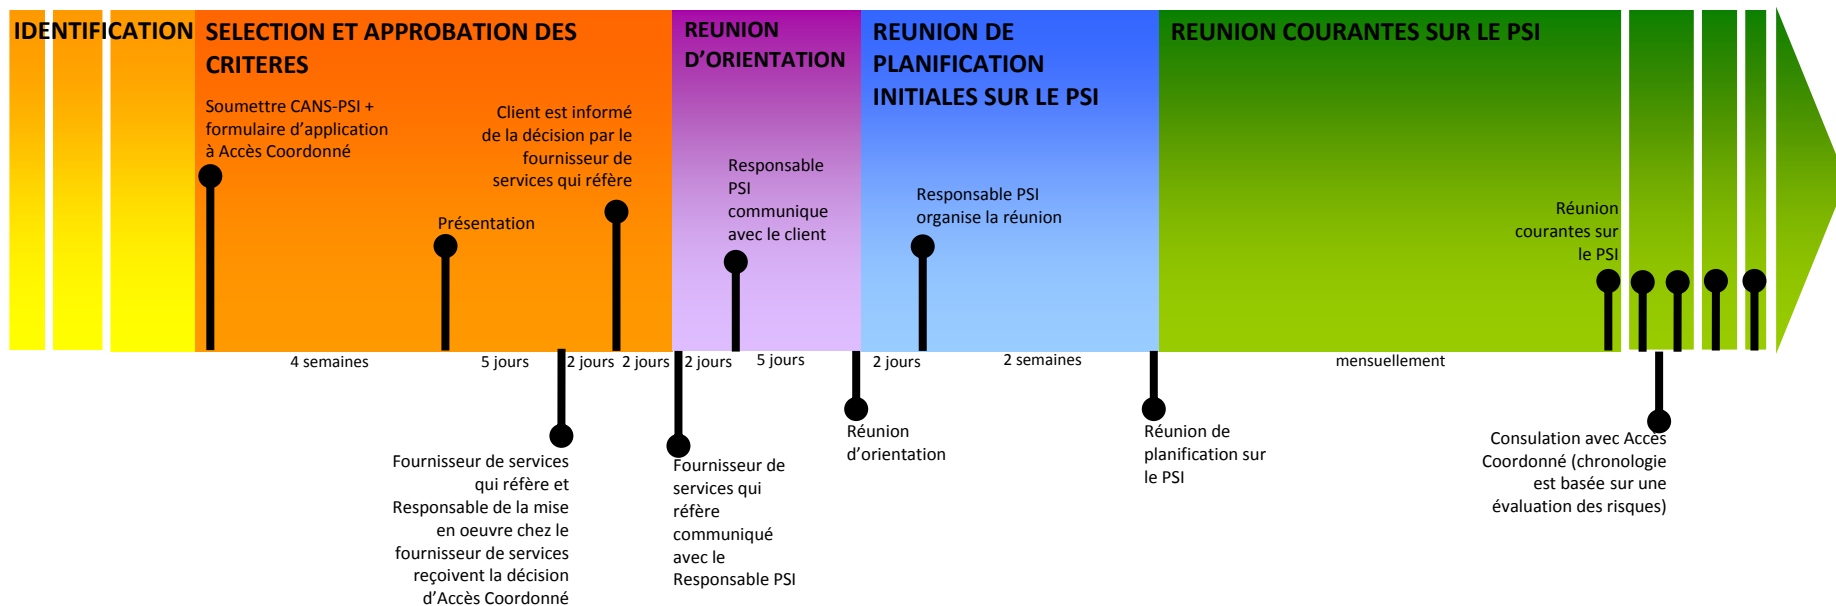 IDENTIFICATION
SELECTION ET APPROBATION DES
CRITERES
REUNION
D'ORIENTATION
REUNION DE
PLANIFICATION
INITIALES SUR LE PSI
REUNION COURANTES SUR LE PSI
Soumettre CANS-PSI +
formulaire d'application
à Accès Coordonné
Présentation
Client est informé
de la décision par le
fournisseur de
services qui réfère
Responsable
PSI
communique
avec le client
Responsable PSI
organise la réunion
Réunion
courantes sur
le PSI
4 semaines
5 jours
2 jours
2 jours
2 jours
5 jours
2 jours
2 semaines
mensuellement
Fournisseur de services
qui réfère et
Responsable de la mise
en oeuvre chez le
fournisseur de services
reçoivent la décision
d'Accès Coordonné
Fournisseur de
services qui
réfère
communiqué
avec le
Responsable PSI
Réunion
d'orientation
Réunion de
planification sur
le PSI
Consulation avec Accès
Coordonné (chronologie
est basée sur une
évaluation des risques)